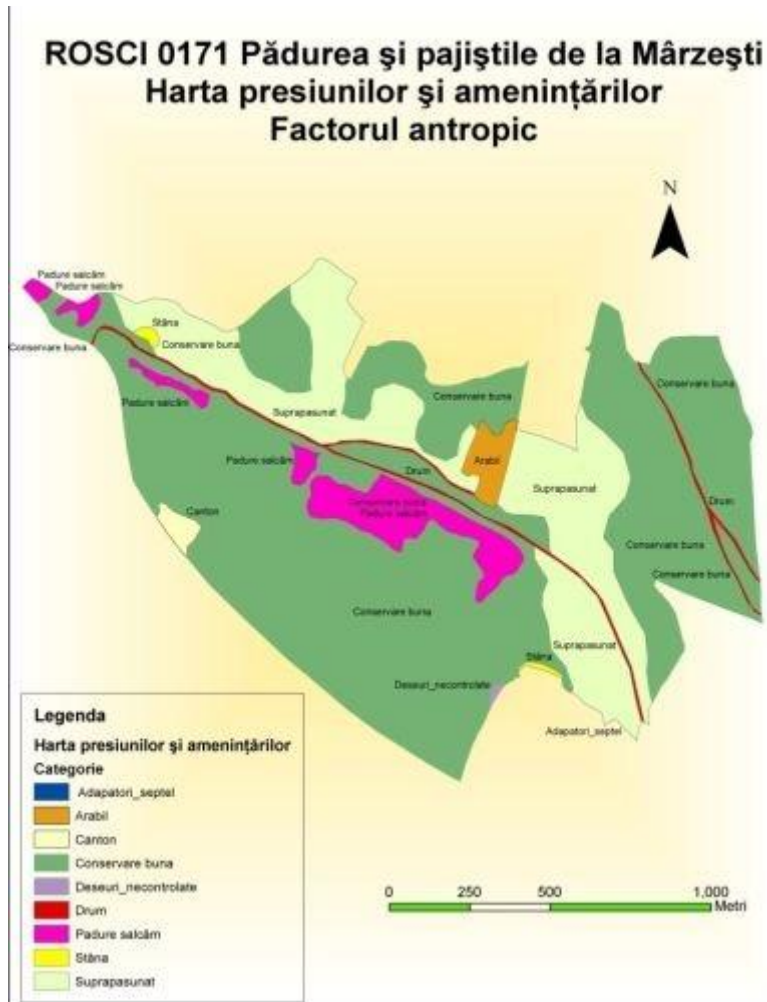 ROSCI 0171 Pădurea şi pajiştile de la Mârzeşti
Harta presiunilor şi ameninţărilor
Factorul antropic
N
Padure salcâm
Padure salcâm
Stâna
Conservare buna
Conservare buna
Conservare buna
Conservare buna
Padure salcâm
Suprapasunat
Padure salcâm
Drum
Arabil
Suprapasunat
Drum
Padure salcâm
Canton
Conservare buna
Conservare buna
Conservare buna
Suprapasunat
Stâna
Deseuri_necontrolate
Adapatori_septel
Legenda
Harta presiunilor şi ameninţărilor
Categorie
Adapatori_septel
Arabil
Canton
Conservare buna
Deseuri_necontrolate
Drum
Padure salcâm
Stâna
Suprapasunat
0 250 500 1,000
Metri